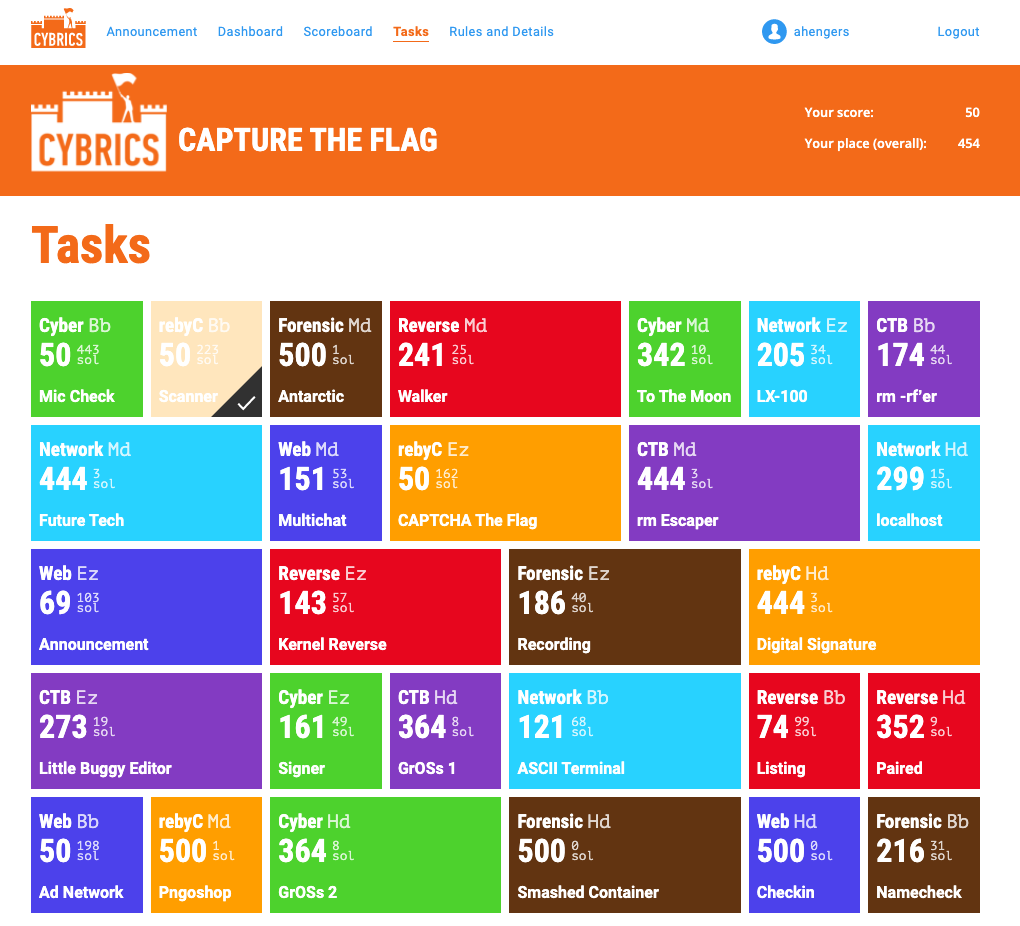 CYBRICS
Announcement Dashboard Scoreboard Tasks Rules and Details ahengers Logout
CYBRICS
CAPTURE THE FLAG
Your score: 50
Your place (overall): 454
Tasks
Cyber Bb
50 443 sol
Mic Check
rebyC Bb
50 223 sol
Scanner
Forensic Md
500 1 sol
Antarctic
Reverse Md
241 25 sol
Walker
Cyber Md
342 10 sol
To The Moon
Network Ez
205 34 sol
LX-100
CTB Bb
174 44 sol
rm -rf'er
Network Md
444 3 sol
Future Tech
Web Md
151 53 sol
Multichat
rebyC Ez
50 162 sol
CAPTCHA The Flag
CTB Md
444 3 sol
rm Escaper
Network Hd
299 15 sol
localhost
Web Ez
69 103 sol
Announcement
Reverse Ez
143 57 sol
Kernel Reverse
Forensic Ez
186 40 sol
Recording
rebyC Hd
444 3 sol
Digital Signature
CTB Ez
273 19 sol
Little Buggy Editor
Cyber Ez
161 49 sol
Signer
CTB Hd
364 8 sol
GrOSs 1
Network Bb
121 68 sol
ASCII Terminal
Reverse Bb
74 99 sol
Listing
Reverse Hd
352 9 sol
Paired
Web Bb
50 198 sol
Ad Network
rebyC Md
500 1 sol
Pngoshop
Cyber Hd
364 8 sol
GrOSs 2
Forensic Hd
500 0 sol
Smashed Container
Web Hd
500 0 sol
Checkin
Forensic Bb
216 31 sol
Namecheck